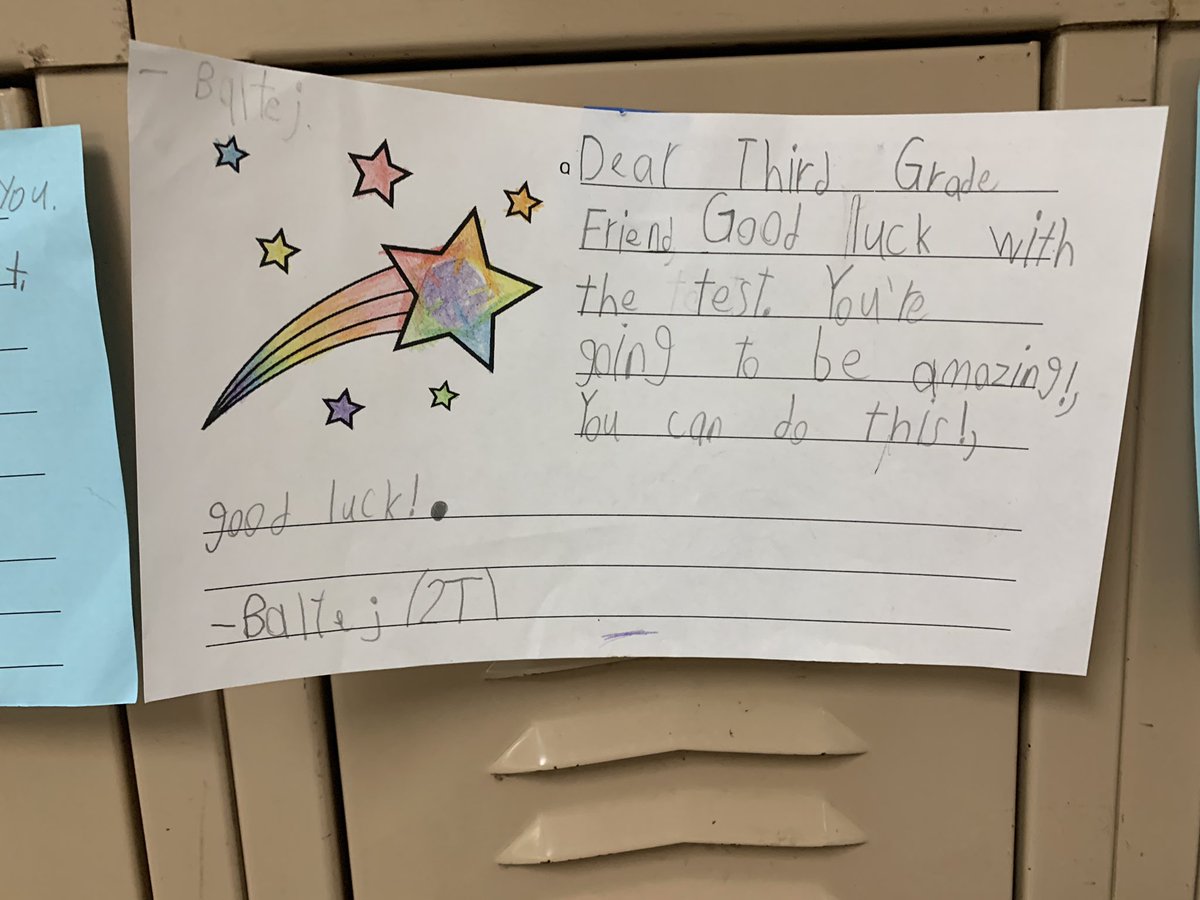 You.
t,
- Baltej.
a Dear Third Grade
Friend, Good luck with
the test. You're
going to be amazing!,
You can do this!,
good luck!.
- Baltej (2T)